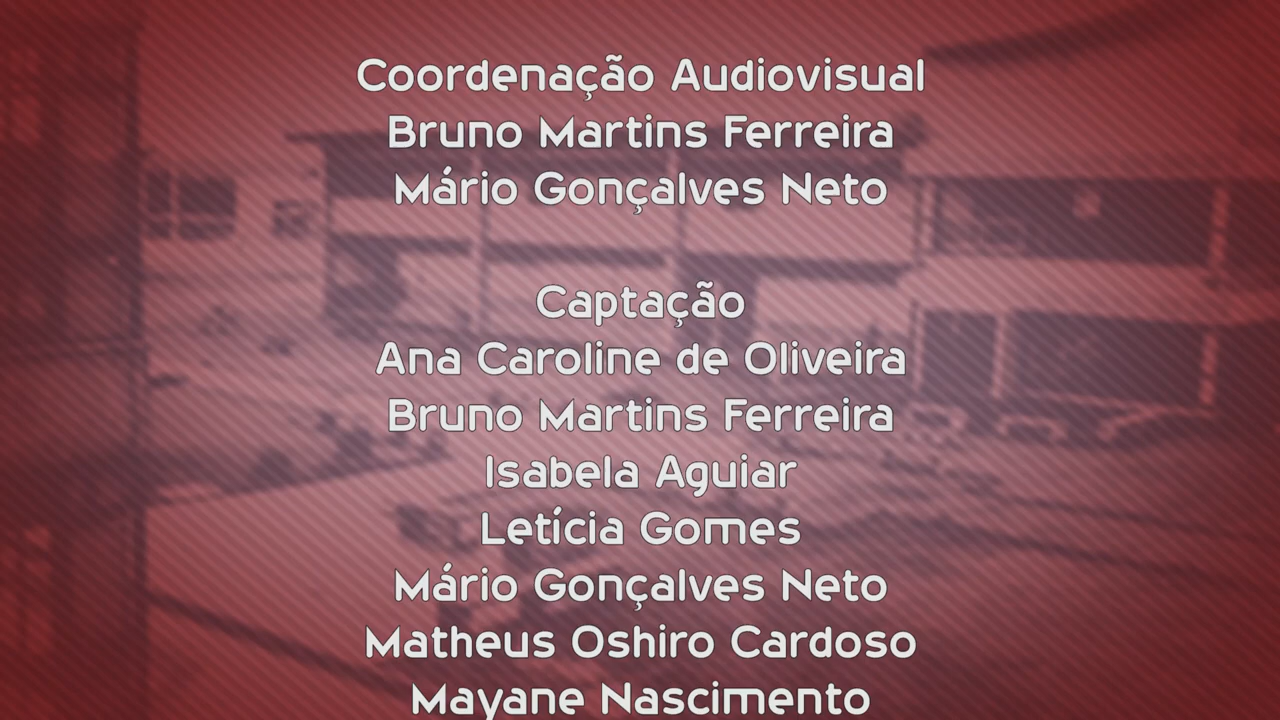 Coordenação Audiovisual
Bruno Martins Ferreira
Mário Gonçalves Neto
Captação
Ana Caroline de Oliveira
Bruno Martins Ferreira
Isabela Aguiar
Letícia Gomes
Mário Gonçalves Neto
Matheus Oshiro Cardoso
Mayane Nascimento